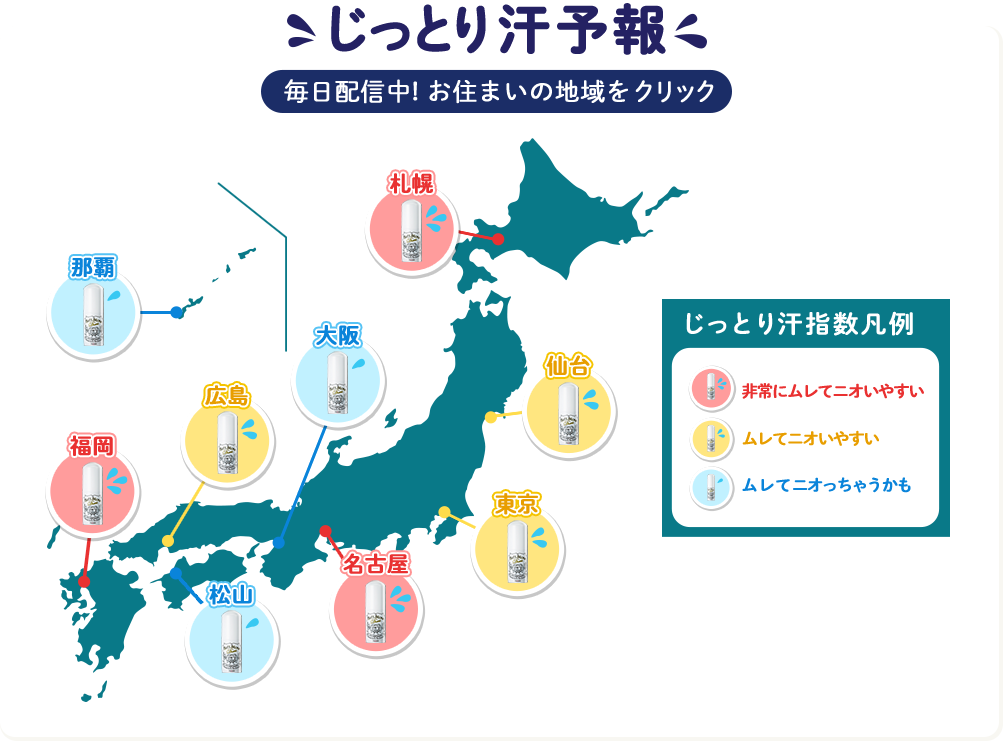 じっとり汗予報
毎日配信中! お住まいの地域をクリック
札幌
那覇
大阪
仙台
広島
福岡
東京
名古屋
松山
じっとり汗指数凡例
非常にムレてニオいやすい
ムレてニオいやすい
ムレてニオっちゃうかも